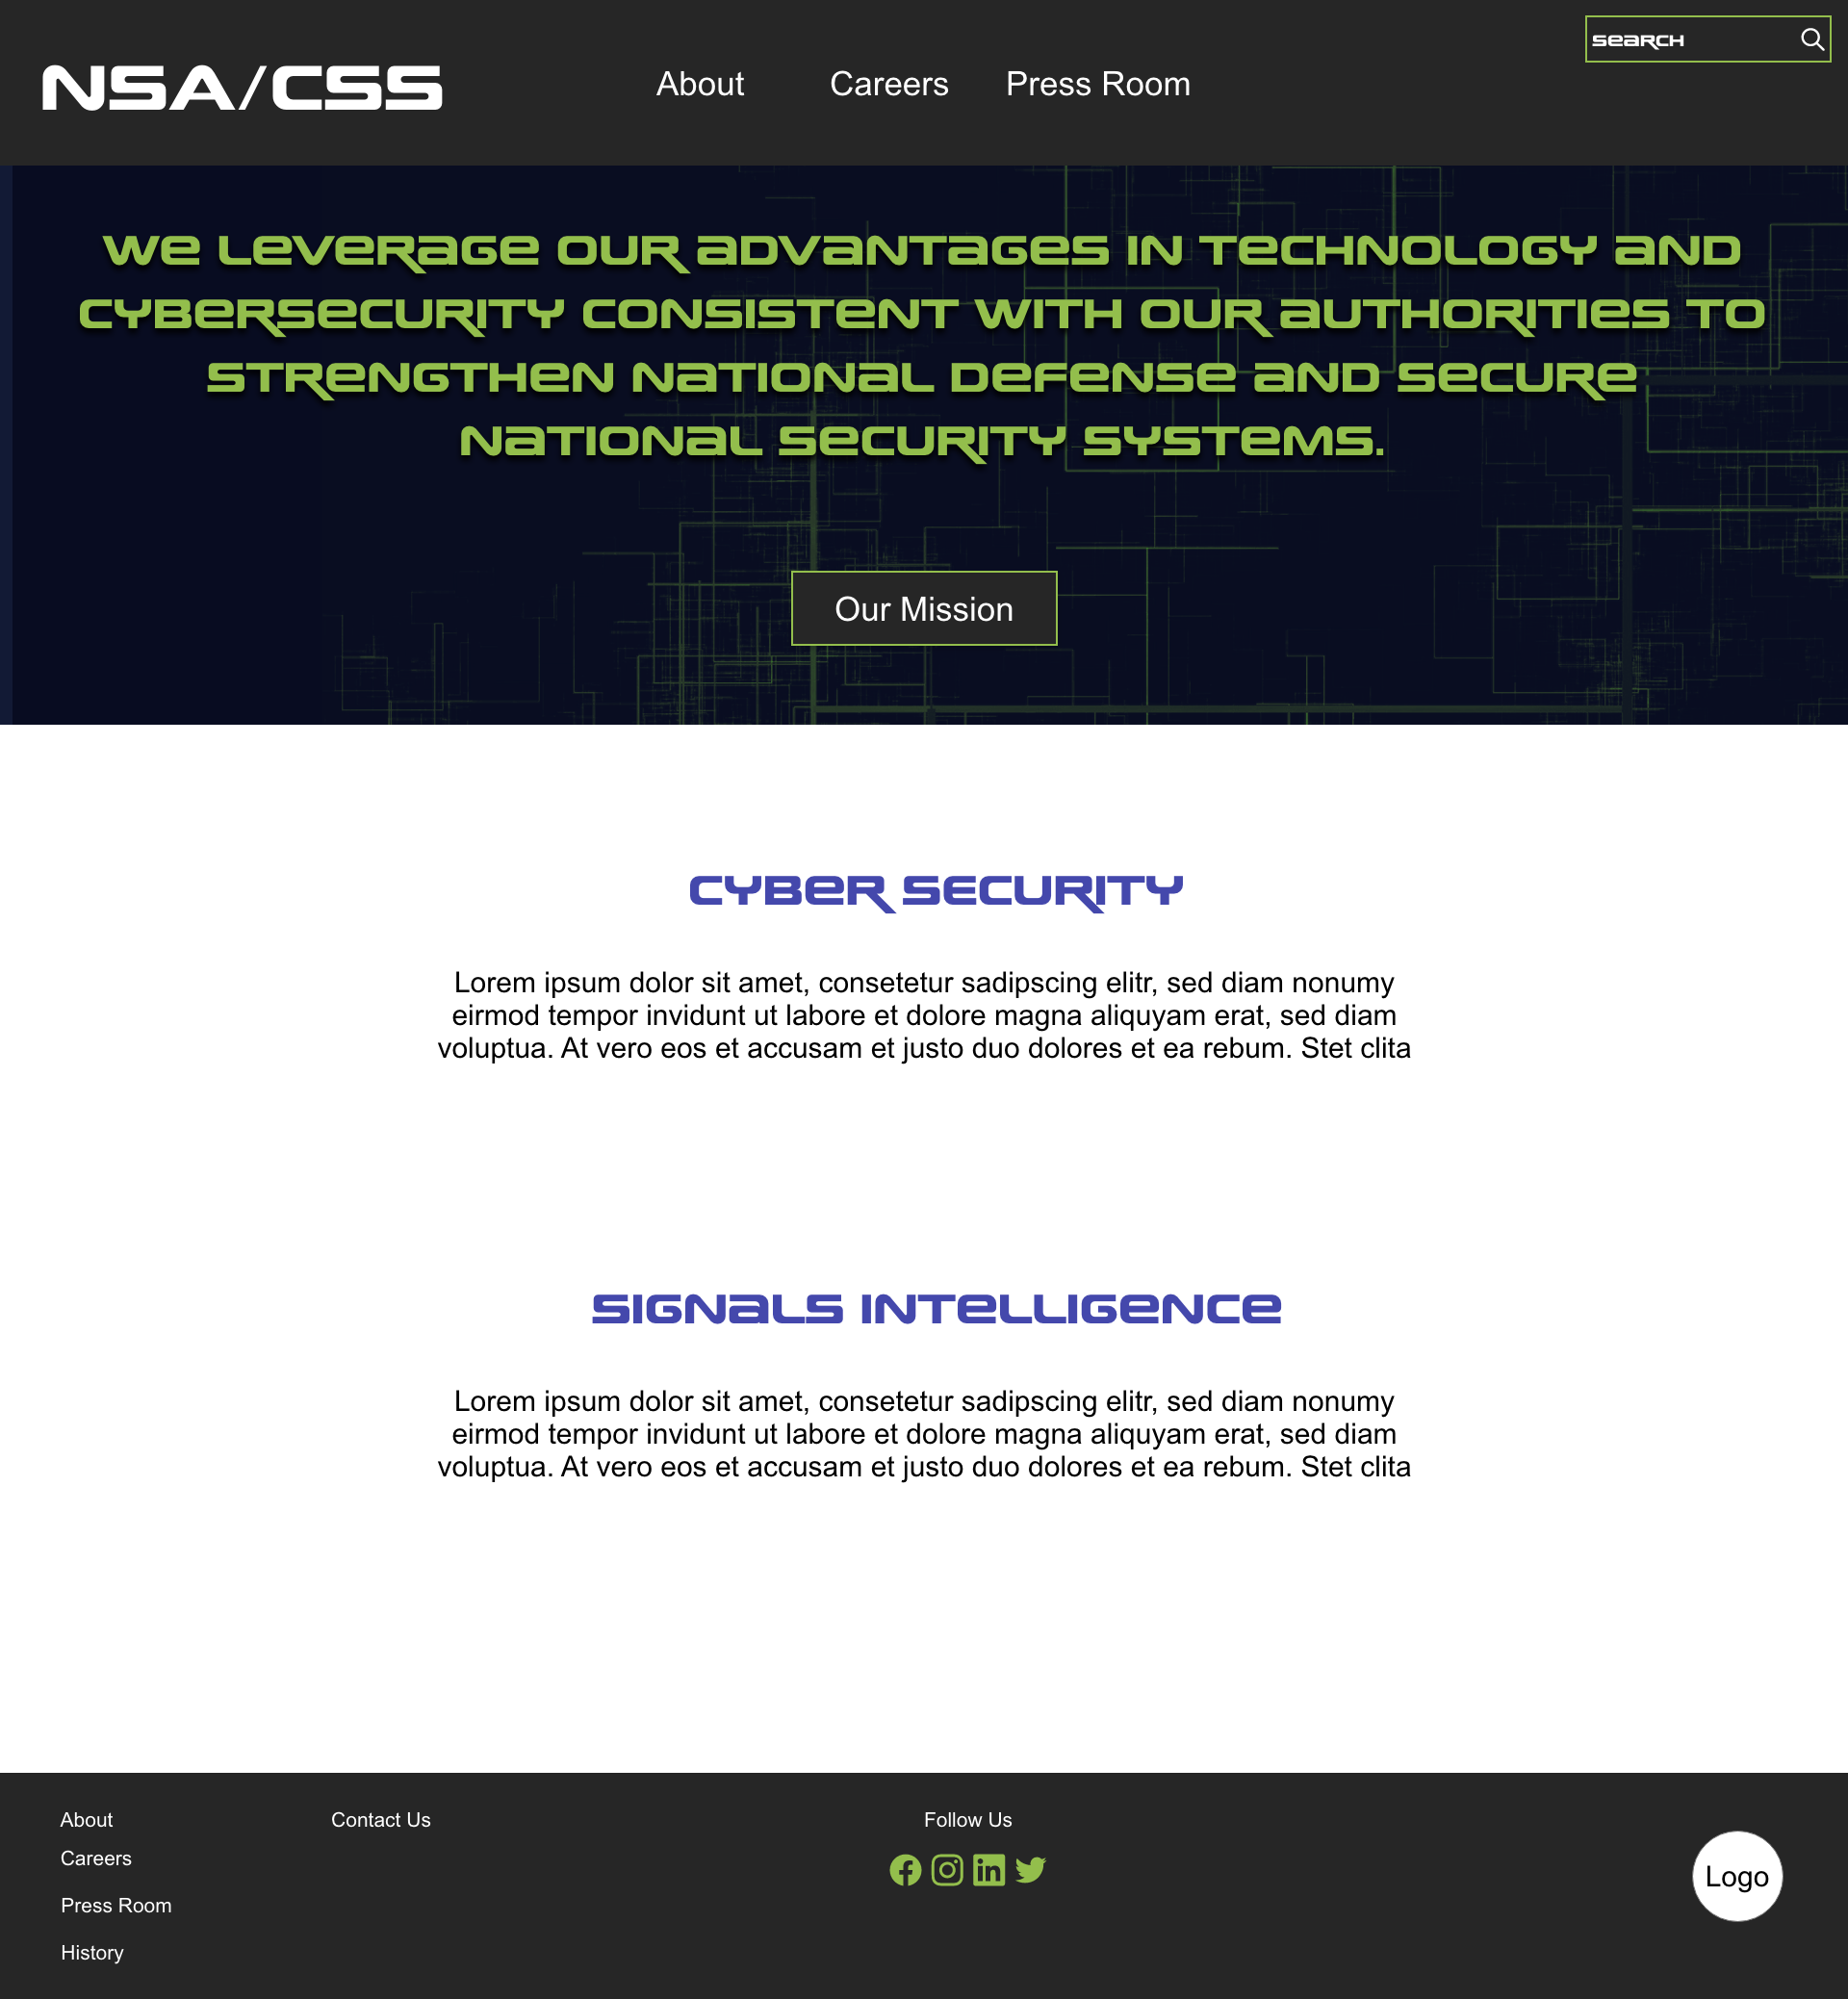 NSA/CSS
About Careers Press Room
search
We leverage our advantages in technology and
cybersecurity consistent with our authorities to
strengthen national defense and secure
national security systems.
Our Mission
Cyber Security
Lorem ipsum dolor sit amet, consetetur sadipscing elitr, sed diam nonumy
eirmod tempor invidunt ut labore et dolore magna aliquyam erat, sed diam
voluptua. At vero eos et accusam et justo duo dolores et ea rebum. Stet clita
Signals Intelligence
Lorem ipsum dolor sit amet, consetetur sadipscing elitr, sed diam nonumy
eirmod tempor invidunt ut labore et dolore magna aliquyam erat, sed diam
voluptua. At vero eos et accusam et justo duo dolores et ea rebum. Stet clita
About
Careers
Press Room
History
Contact Us
Follow Us
Logo